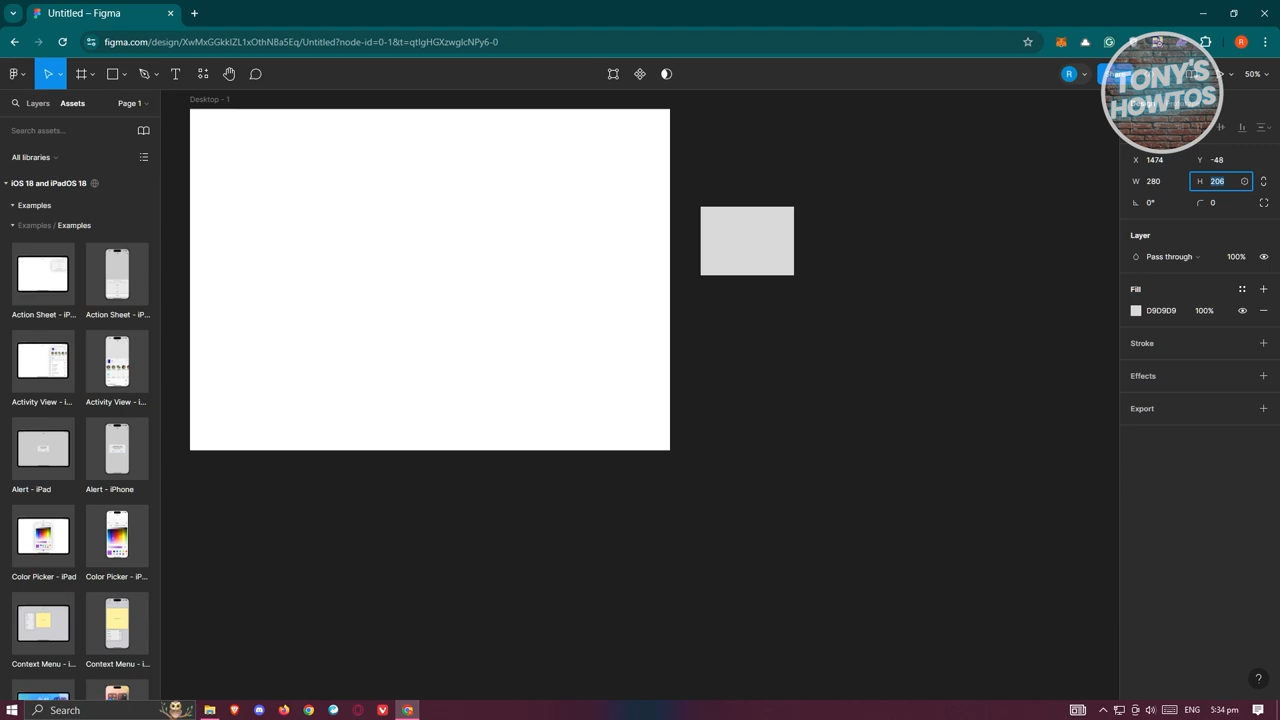 Untitled – Figma
figma.com/design/XwMxGGkkIZL1xOthNBa5Eq/Untitled?node-id=0-1&t=qtlgHGXzwglcNPy6-0
R
R
50%
TONY'S
HOWTOS
Layers
Assets
Page 1
Search assets...
All libraries
iOS 18 and iPadOS 18
Examples
Examples / Examples
Action Sheet – iP...
Action Sheet – iP...
Activity View – i...
Activity View – i...
Alert – iPad
Alert – iPhone
Color Picker – iPad
Color Picker – iP...
Context Menu – i...
Context Menu – i...
Desktop – 1
X 1474
Y -48
W 280
H 206
0°
0
Layer
Pass through
100%
Fill
D9D9D9
100%
Stroke
Effects
Export
?
Search
ENG
5:34 pm